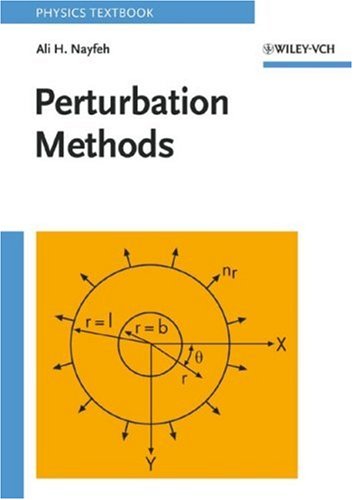 PHYSICS TEXTBOOK
Ali H. Nayfeh
WILEY-VCH
Perturbation
Methods
nr
r = l
r = b
X
θ
r
Y